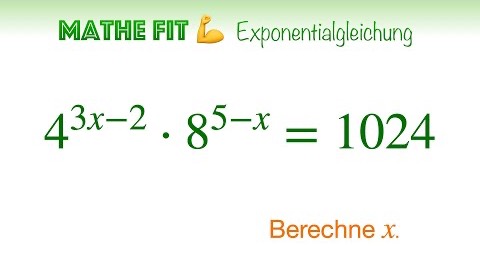 MATHE FIT 💪 Exponentialgleichung
4^{3x−2} · 8^{5−x} = 1024
Berechne x.